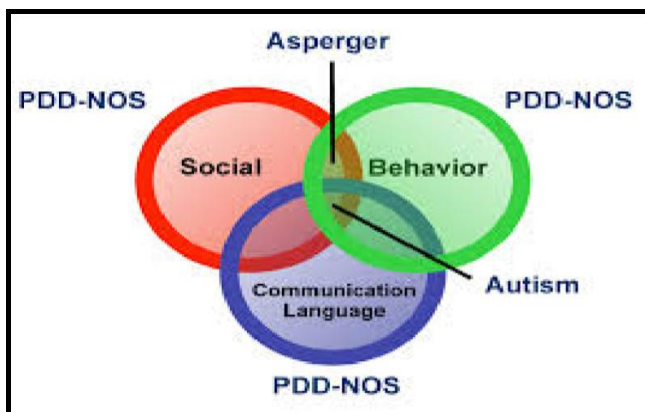 Asperger
PDD-NOS
PDD-NOS
Social
Behavior
Communication
Language
Autism
PDD-NOS